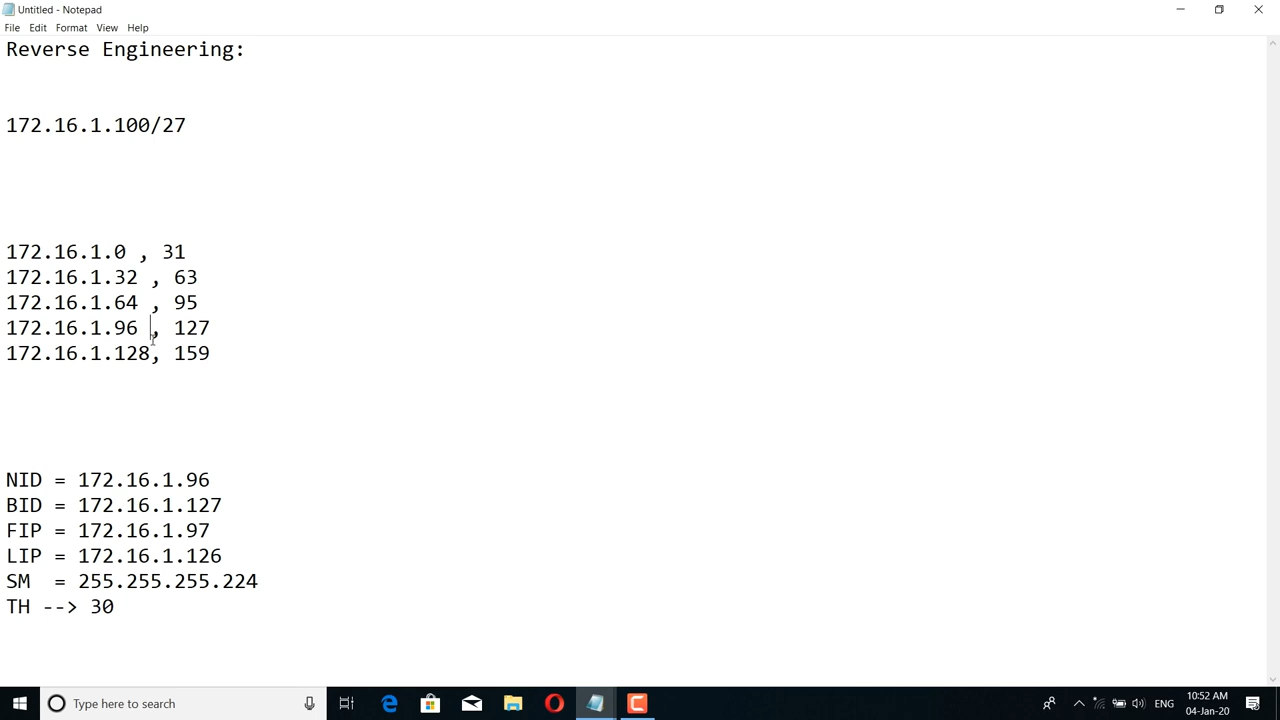 Untitled - Notepad
File Edit Format View Help
Reverse Engineering:
172.16.1.100/27
172.16.1.0 , 31
172.16.1.32 , 63
172.16.1.64 , 95
172.16.1.96 , 127
172.16.1.128, 159
NID = 172.16.1.96
BID = 172.16.1.127
FIP = 172.16.1.97
LIP = 172.16.1.126
SM  = 255.255.255.224
TH --> 30
Type here to search
ENG
10:52 AM
04-Jan-20